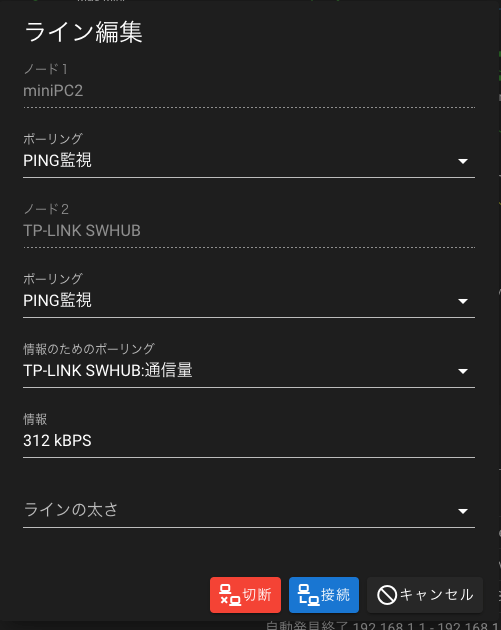 ライン編集
ノード１
miniPC2
ポーリング
PING監視
ノード２
TP-LINK SWHUB
ポーリング
PING監視
情報のためのポーリング
TP-LINK SWHUB:通信量
情報
312 kBPS
ラインの太さ
切断 接続 キャンセル
自動発見終了 192.168.1.1 - 192.168.1